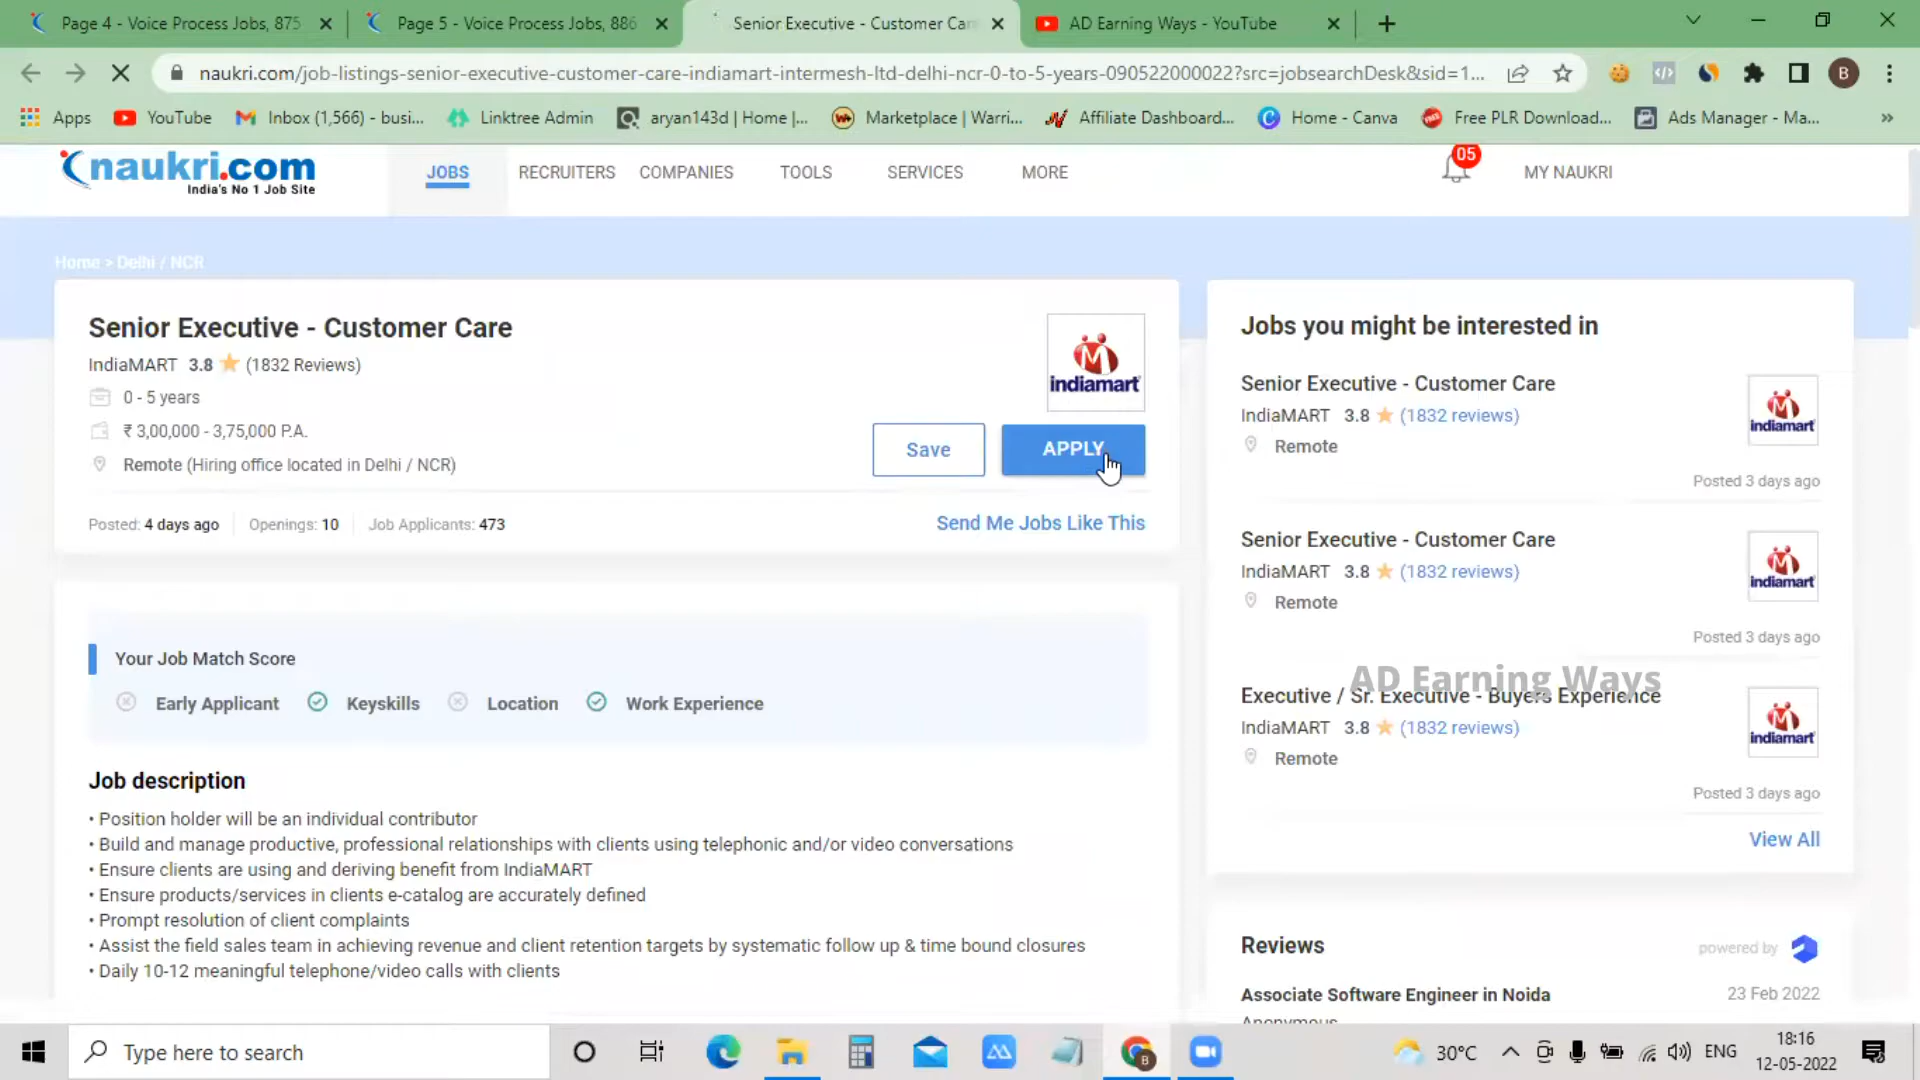 Page 4 - Voice Process Jobs, 875
Page 5 - Voice Process Jobs, 886
Senior Executive - Customer Car
AD Earning Ways - YouTube
naukri.com/job-listings-senior-executive-customer-care-indiamart-intermesh-ltd-delhi-ncr-0-to-5-years-090522000022?src=jobsearchDesk&sid=1...
B
Apps
YouTube
Inbox (1,566) - busi...
Linktree Admin
aryan143d | Home |...
Marketplace | Warri...
Affiliate Dashboard...
Home - Canva
Free PLR Download...
Ads Manager - Ma...
»
naukri.com
India's No 1 Job Site
JOBS
RECRUITERS
COMPANIES
TOOLS
SERVICES
MORE
05
MY NAUKRI
Home > Delhi / NCR
Senior Executive - Customer Care
IndiaMART 3.8 (1832 Reviews)
0 - 5 years
₹ 3,00,000 - 3,75,000 P.A.
Remote (Hiring office located in Delhi / NCR)
indiamart
Save
APPLY
Posted: 4 days ago
Openings: 10
Job Applicants: 473
Send Me Jobs Like This
Your Job Match Score
Early Applicant
Keyskills
Location
Work Experience
Job description
• Position holder will be an individual contributor
• Build and manage productive, professional relationships with clients using telephonic and/or video conversations
• Ensure clients are using and deriving benefit from IndiaMART
• Ensure products/services in clients e-catalog are accurately defined
• Prompt resolution of client complaints
• Assist the field sales team in achieving revenue and client retention targets by systematic follow up & time bound closures
• Daily 10-12 meaningful telephone/video calls with clients
Jobs you might be interested in
Senior Executive - Customer Care
IndiaMART 3.8 (1832 reviews)
Remote
indiamart
Posted 3 days ago
Senior Executive - Customer Care
IndiaMART 3.8 (1832 reviews)
Remote
indiamart
Posted 3 days ago
AD Earning Ways
Executive / Sr. Executive - Buyers Experience
IndiaMART 3.8 (1832 reviews)
Remote
indiamart
Posted 3 days ago
View All
Reviews
powered by
Associate Software Engineer in Noida
23 Feb 2022
Anonymous
Type here to search
B
30°C
ENG
18:16
12-05-2022